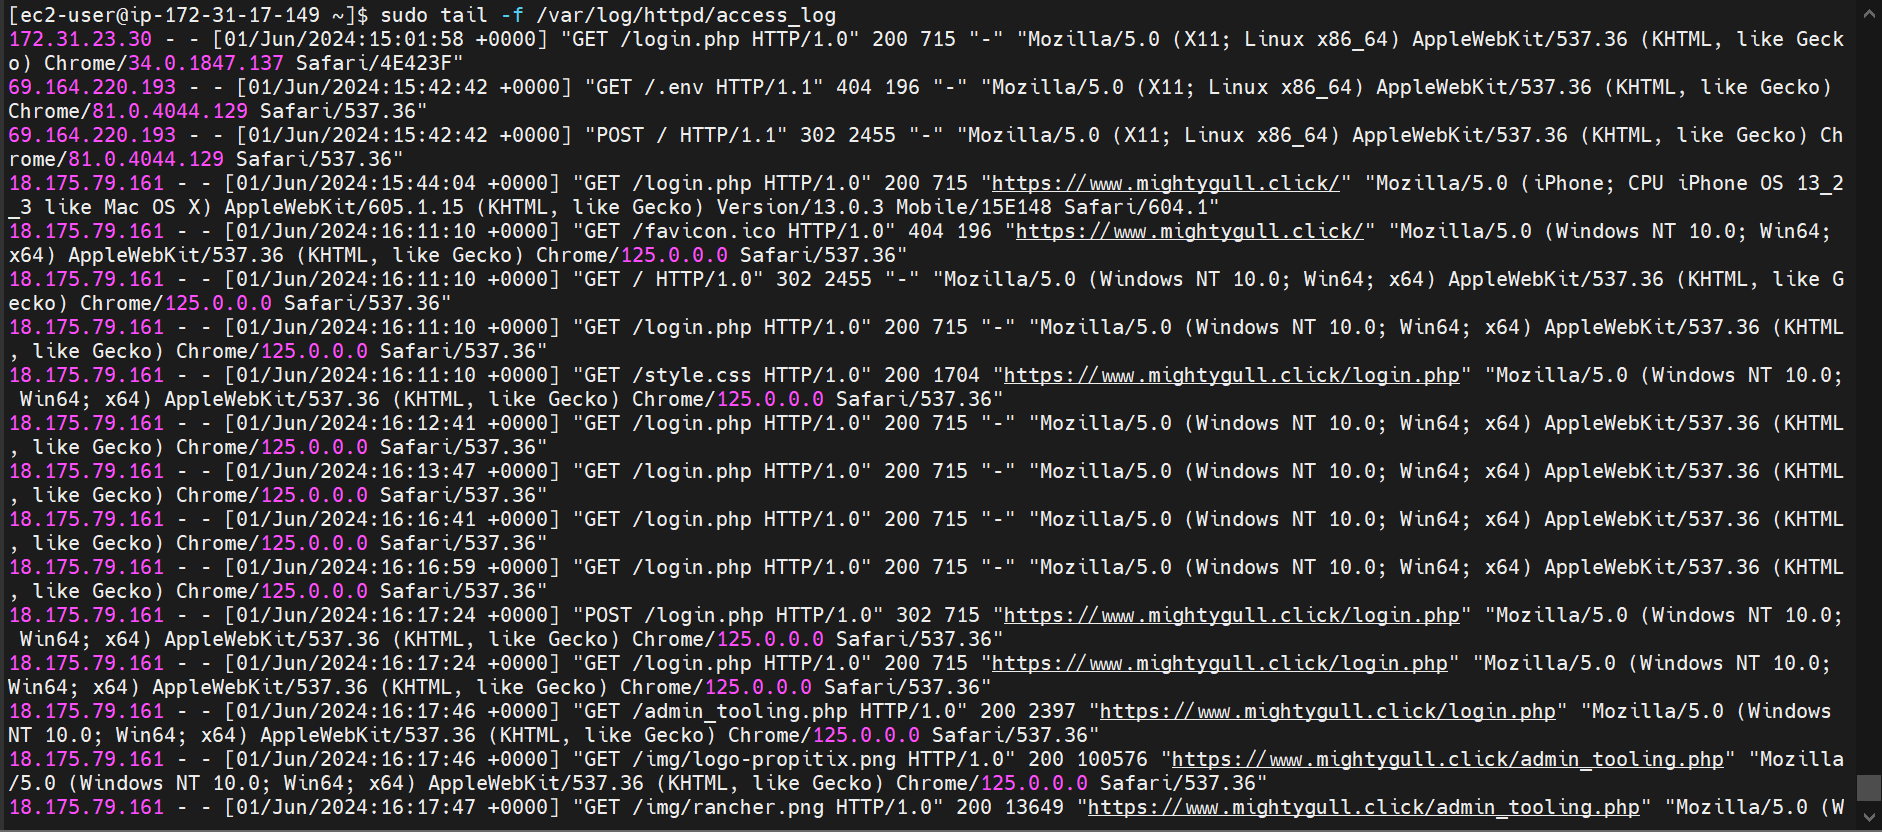 [ec2-user@ip-172-31-17-149 ~]$ sudo tail -f /var/log/httpd/access_log
172.31.23.30 - - [01/Jun/2024:15:01:58 +0000] "GET /login.php HTTP/1.0" 200 715 "-" "Mozilla/5.0 (X11; Linux x86_64) AppleWebKit/537.36 (KHTML, like Geck
o) Chrome/34.0.1847.137 Safari/4E423F"
69.164.220.193 - - [01/Jun/2024:15:42:42 +0000] "GET /.env HTTP/1.1" 404 196 "-" "Mozilla/5.0 (X11; Linux x86_64) AppleWebKit/537.36 (KHTML, like Gecko)
Chrome/81.0.4044.129 Safari/537.36"
69.164.220.193 - - [01/Jun/2024:15:42:42 +0000] "POST / HTTP/1.1" 302 2455 "-" "Mozilla/5.0 (X11; Linux x86_64) AppleWebKit/537.36 (KHTML, like Gecko) Ch
rome/81.0.4044.129 Safari/537.36"
18.175.79.161 - - [01/Jun/2024:15:44:04 +0000] "GET /login.php HTTP/1.0" 200 715 "https://www.mightygull.click/" "Mozilla/5.0 (iPhone; CPU iPhone OS 13_2
_3 like Mac OS X) AppleWebKit/605.1.15 (KHTML, like Gecko) Version/13.0.3 Mobile/15E148 Safari/604.1"
18.175.79.161 - - [01/Jun/2024:16:11:10 +0000] "GET /favicon.ico HTTP/1.0" 404 196 "https://www.mightygull.click/" "Mozilla/5.0 (Windows NT 10.0; Win64;
x64) AppleWebKit/537.36 (KHTML, like Gecko) Chrome/125.0.0.0 Safari/537.36"
18.175.79.161 - - [01/Jun/2024:16:11:10 +0000] "GET / HTTP/1.0" 302 2455 "-" "Mozilla/5.0 (Windows NT 10.0; Win64; x64) AppleWebKit/537.36 (KHTML, like G
ecko) Chrome/125.0.0.0 Safari/537.36"
18.175.79.161 - - [01/Jun/2024:16:11:10 +0000] "GET /login.php HTTP/1.0" 200 715 "-" "Mozilla/5.0 (Windows NT 10.0; Win64; x64) AppleWebKit/537.36 (KHTML
, like Gecko) Chrome/125.0.0.0 Safari/537.36"
18.175.79.161 - - [01/Jun/2024:16:11:10 +0000] "GET /style.css HTTP/1.0" 200 1704 "https://www.mightygull.click/login.php" "Mozilla/5.0 (Windows NT 10.0;
 Win64; x64) AppleWebKit/537.36 (KHTML, like Gecko) Chrome/125.0.0.0 Safari/537.36"
18.175.79.161 - - [01/Jun/2024:16:12:41 +0000] "GET /login.php HTTP/1.0" 200 715 "-" "Mozilla/5.0 (Windows NT 10.0; Win64; x64) AppleWebKit/537.36 (KHTML
, like Gecko) Chrome/125.0.0.0 Safari/537.36"
18.175.79.161 - - [01/Jun/2024:16:13:47 +0000] "GET /login.php HTTP/1.0" 200 715 "-" "Mozilla/5.0 (Windows NT 10.0; Win64; x64) AppleWebKit/537.36 (KHTML
, like Gecko) Chrome/125.0.0.0 Safari/537.36"
18.175.79.161 - - [01/Jun/2024:16:16:41 +0000] "GET /login.php HTTP/1.0" 200 715 "-" "Mozilla/5.0 (Windows NT 10.0; Win64; x64) AppleWebKit/537.36 (KHTML
, like Gecko) Chrome/125.0.0.0 Safari/537.36"
18.175.79.161 - - [01/Jun/2024:16:16:59 +0000] "GET /login.php HTTP/1.0" 200 715 "-" "Mozilla/5.0 (Windows NT 10.0; Win64; x64) AppleWebKit/537.36 (KHTML
, like Gecko) Chrome/125.0.0.0 Safari/537.36"
18.175.79.161 - - [01/Jun/2024:16:17:24 +0000] "POST /login.php HTTP/1.0" 302 715 "https://www.mightygull.click/login.php" "Mozilla/5.0 (Windows NT 10.0;
 Win64; x64) AppleWebKit/537.36 (KHTML, like Gecko) Chrome/125.0.0.0 Safari/537.36"
18.175.79.161 - - [01/Jun/2024:16:17:24 +0000] "GET /login.php HTTP/1.0" 200 715 "https://www.mightygull.click/login.php" "Mozilla/5.0 (Windows NT 10.0;
Win64; x64) AppleWebKit/537.36 (KHTML, like Gecko) Chrome/125.0.0.0 Safari/537.36"
18.175.79.161 - - [01/Jun/2024:16:17:46 +0000] "GET /admin_tooling.php HTTP/1.0" 200 2397 "https://www.mightygull.click/login.php" "Mozilla/5.0 (Windows
NT 10.0; Win64; x64) AppleWebKit/537.36 (KHTML, like Gecko) Chrome/125.0.0.0 Safari/537.36"
18.175.79.161 - - [01/Jun/2024:16:17:46 +0000] "GET /img/logo-propitix.png HTTP/1.0" 200 100576 "https://www.mightygull.click/admin_tooling.php" "Mozilla
/5.0 (Windows NT 10.0; Win64; x64) AppleWebKit/537.36 (KHTML, like Gecko) Chrome/125.0.0.0 Safari/537.36"
18.175.79.161 - - [01/Jun/2024:16:17:47 +0000] "GET /img/rancher.png HTTP/1.0" 200 13649 "https://www.mightygull.click/admin_tooling.php" "Mozilla/5.0 (W